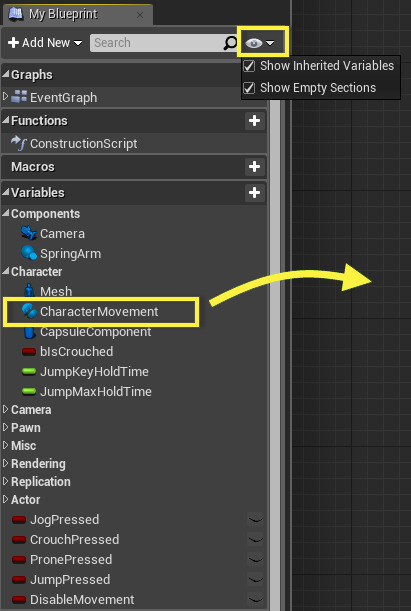 My Blueprint
Add New
Search
Show Inherited Variables
Show Empty Sections
Graphs
EventGraph
Functions
ConstructionScript
Macros
Variables
Components
Camera
SpringArm
Character
Mesh
CharacterMovement
CapsuleComponent
bIsCrouched
JumpKeyHoldTime
JumpMaxHoldTime
Camera
Pawn
Misc
Rendering
Replication
Actor
JogPressed
CrouchPressed
PronePressed
JumpPressed
DisableMovement